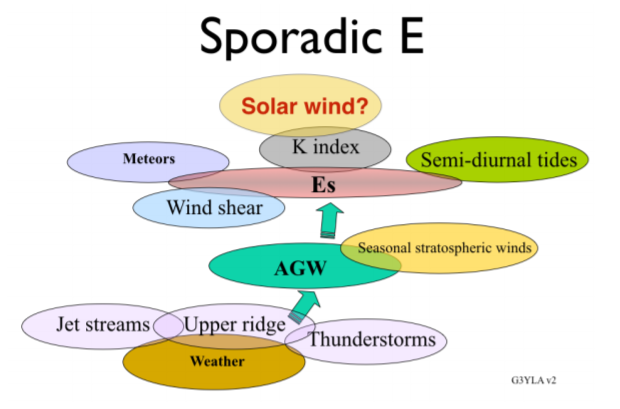 Sporadic E
Solar wind?
K index
Meteors
Semi-diurnal tides
Es
Wind shear
Seasonal stratospheric winds
AGW
Jet streams
Upper ridge
Thunderstorms
Weather
G3YLA v2